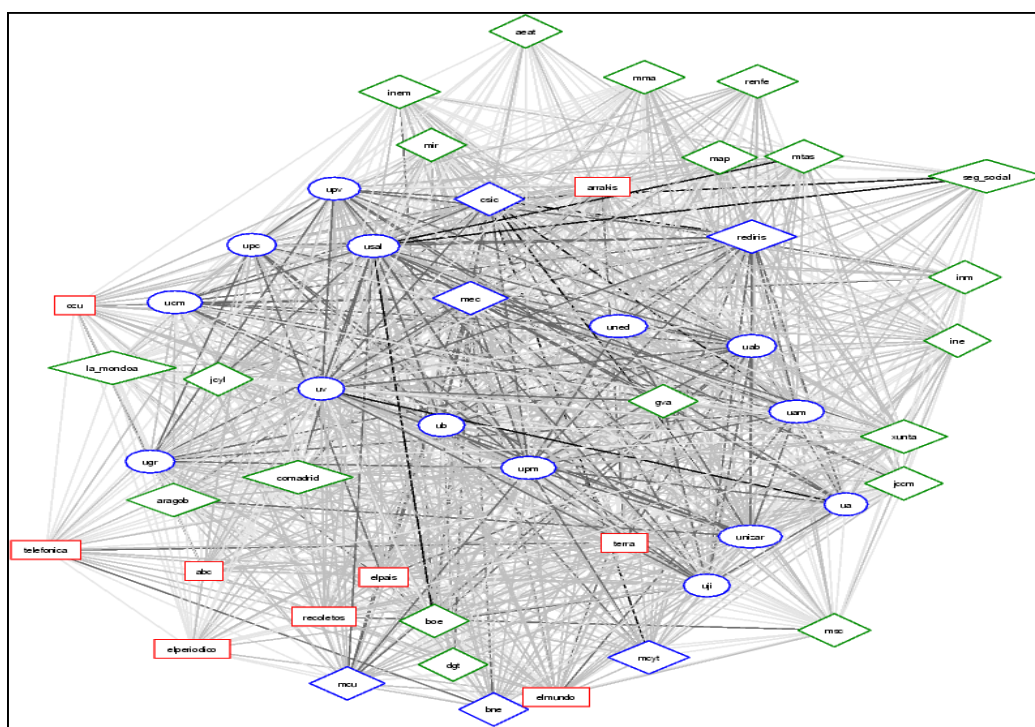 aeat
mma
renfe
inem
mir
map
mtas
seg_social
upv
csic
arrakis
rediris
upc
usal
inm
ucm
mec
ocu
uned
ine
uab
la_mondoa
jcyl
uv
gva
uam
ub
xunta
ugr
upm
comadrid
jccm
aragob
ua
unizar
telefonica
terra
abc
elpais
uji
recoletos
boe
msc
elperiodico
dgt
mcyt
mcu
elmundo
bne